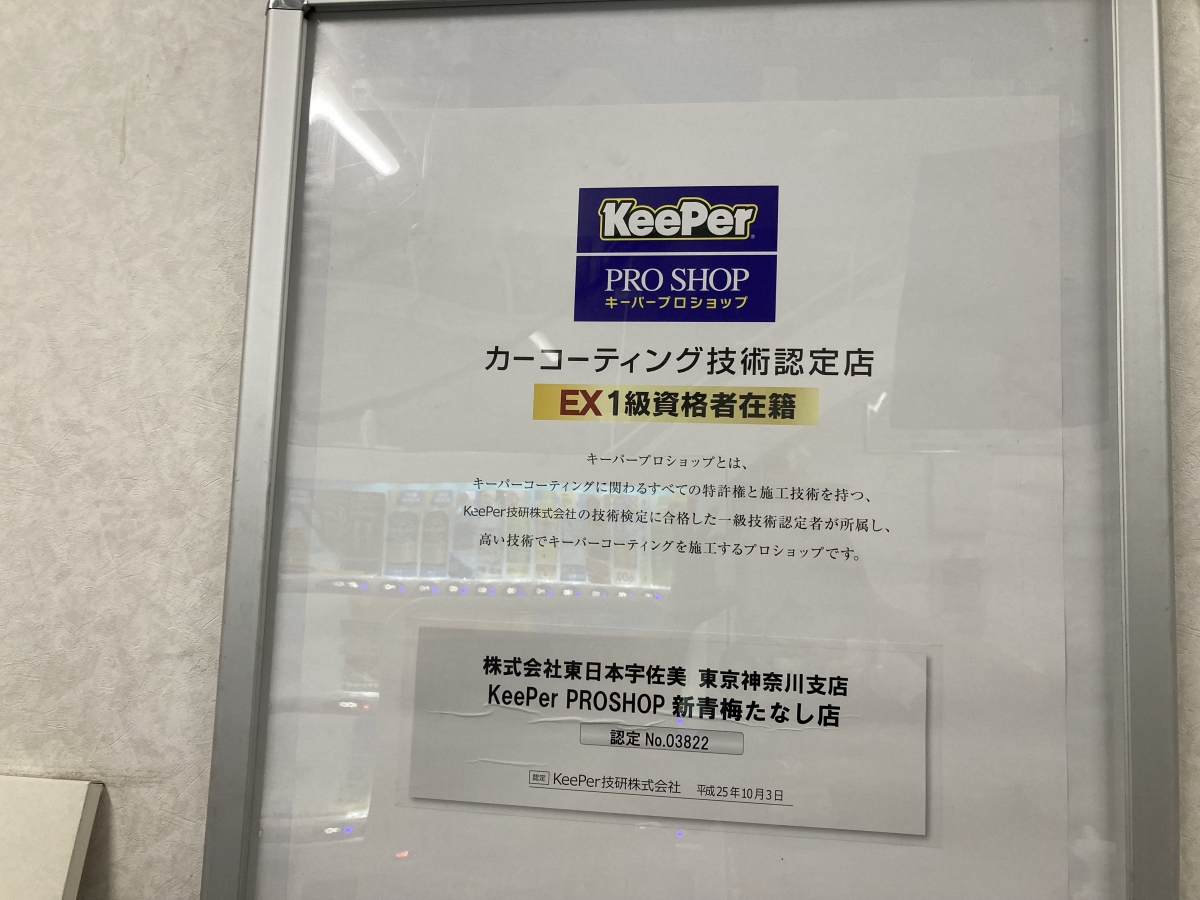 KeePer
PRO SHOP
キーパープロショップ
カーコーティング技術認定店
EX1級資格者在籍
キーパープロショップとは、
キーパーコーティングに関わるすべての特許権と施工技術を持つ、
KeePer技研株式会社の技術検定に合格した一級技術認定者が所属し、
高い技術でキーパーコーティングを施工するプロショップです。
株式会社東日本宇佐美 東京神奈川支店
KeePer PROSHOP 新青梅たなし店
認定 No.03822
認定 KeePer技研株式会社 平成25年10月3日